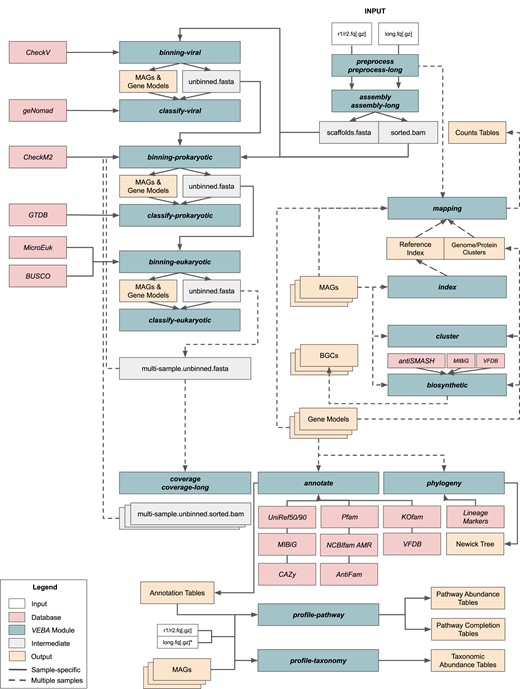 INPUT
r1/r2.fq[.gz]
long.fq[.gz]
preprocess
preprocess-long
assembly
assembly-long
scaffolds.fasta
sorted.bam
Counts Tables
CheckV
binning-viral
MAGs &
Gene Models
unbinned.fasta
geNomad
classify-viral
CheckM2
binning-prokaryotic
MAGs &
Gene Models
unbinned.fasta
GTDB
classify-prokaryotic
MicroEuk
BUSCO
binning-eukaryotic
MAGs &
Gene Models
unbinned.fasta
classify-eukaryotic
multi-sample.unbinned.fasta
mapping
Reference
Index
Genome/Protein
Clusters
MAGs
index
cluster
BGCs
antiSMASH
MIBiG
VFDB
biosynthetic
Gene Models
coverage
coverage-long
multi-sample.unbinned.sorted.bam
annotate
phylogeny
UniRef50/90
Pfam
KOfam
Lineage
Markers
MIBiG
NCBIfam AMR
VFDB
Newick Tree
CAZy
AntiFam
Annotation Tables
r1/r2.fq[.gz]
long.fq[.gz]*
MAGs
profile-pathway
profile-taxonomy
Pathway Abundance
Tables
Pathway Completion
Tables
Taxonomic
Abundance Tables
Legend
Input
Database
VEBA Module
Intermediate
Output
Sample-specific
Multiple samples